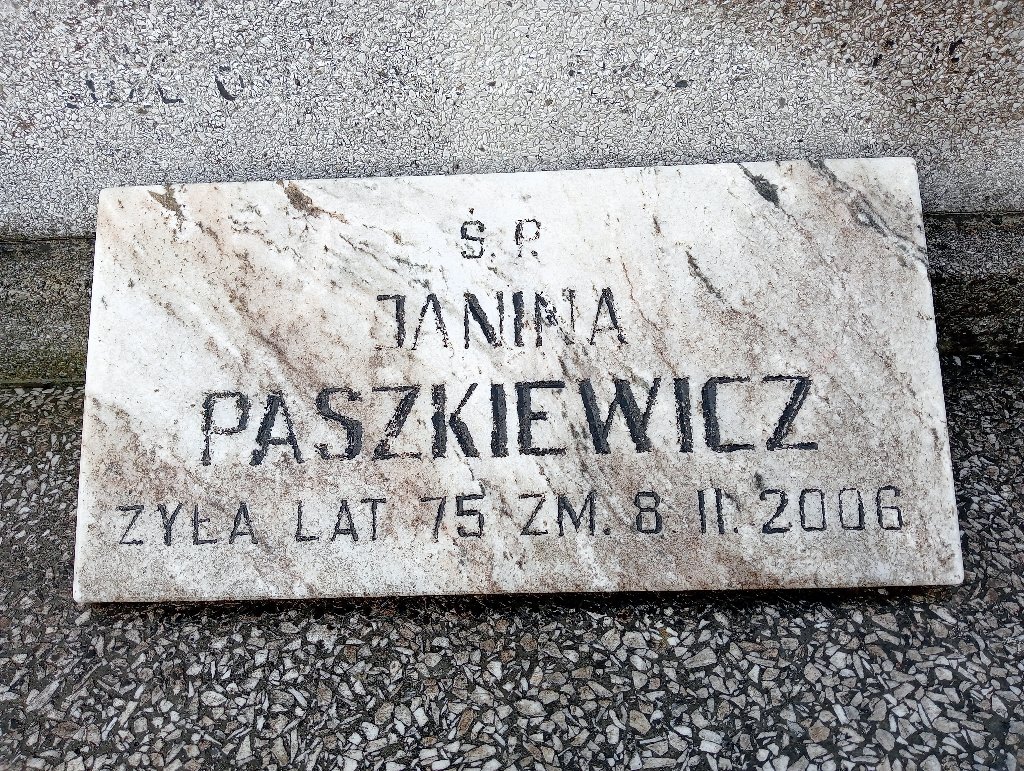 Ś. P.
JANINA
PASZKIEWICZ
ŻYŁA LAT 75 ZM. 8 II. 2006